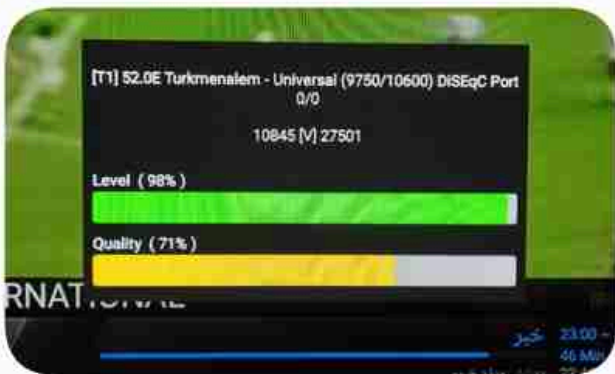 [T1] 52.0E Turkmenalem - Universal (9750/10600) DiSEqC Port
0/0
10845 [V] 27501
Level ( 98% )
Quality ( 71% )
خبر 23:00 -
46 Min